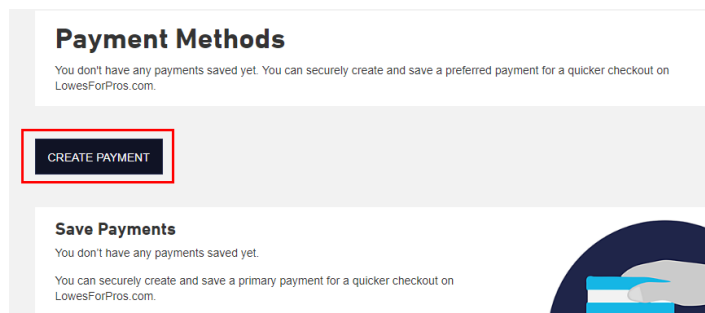 Payment Methods
You don't have any payments saved yet. You can securely create and save a preferred payment for a quicker checkout on
LowesForPros.com.
CREATE PAYMENT
Save Payments
You don't have any payments saved yet.
You can securely create and save a primary payment for a quicker checkout on
LowesForPros.com.